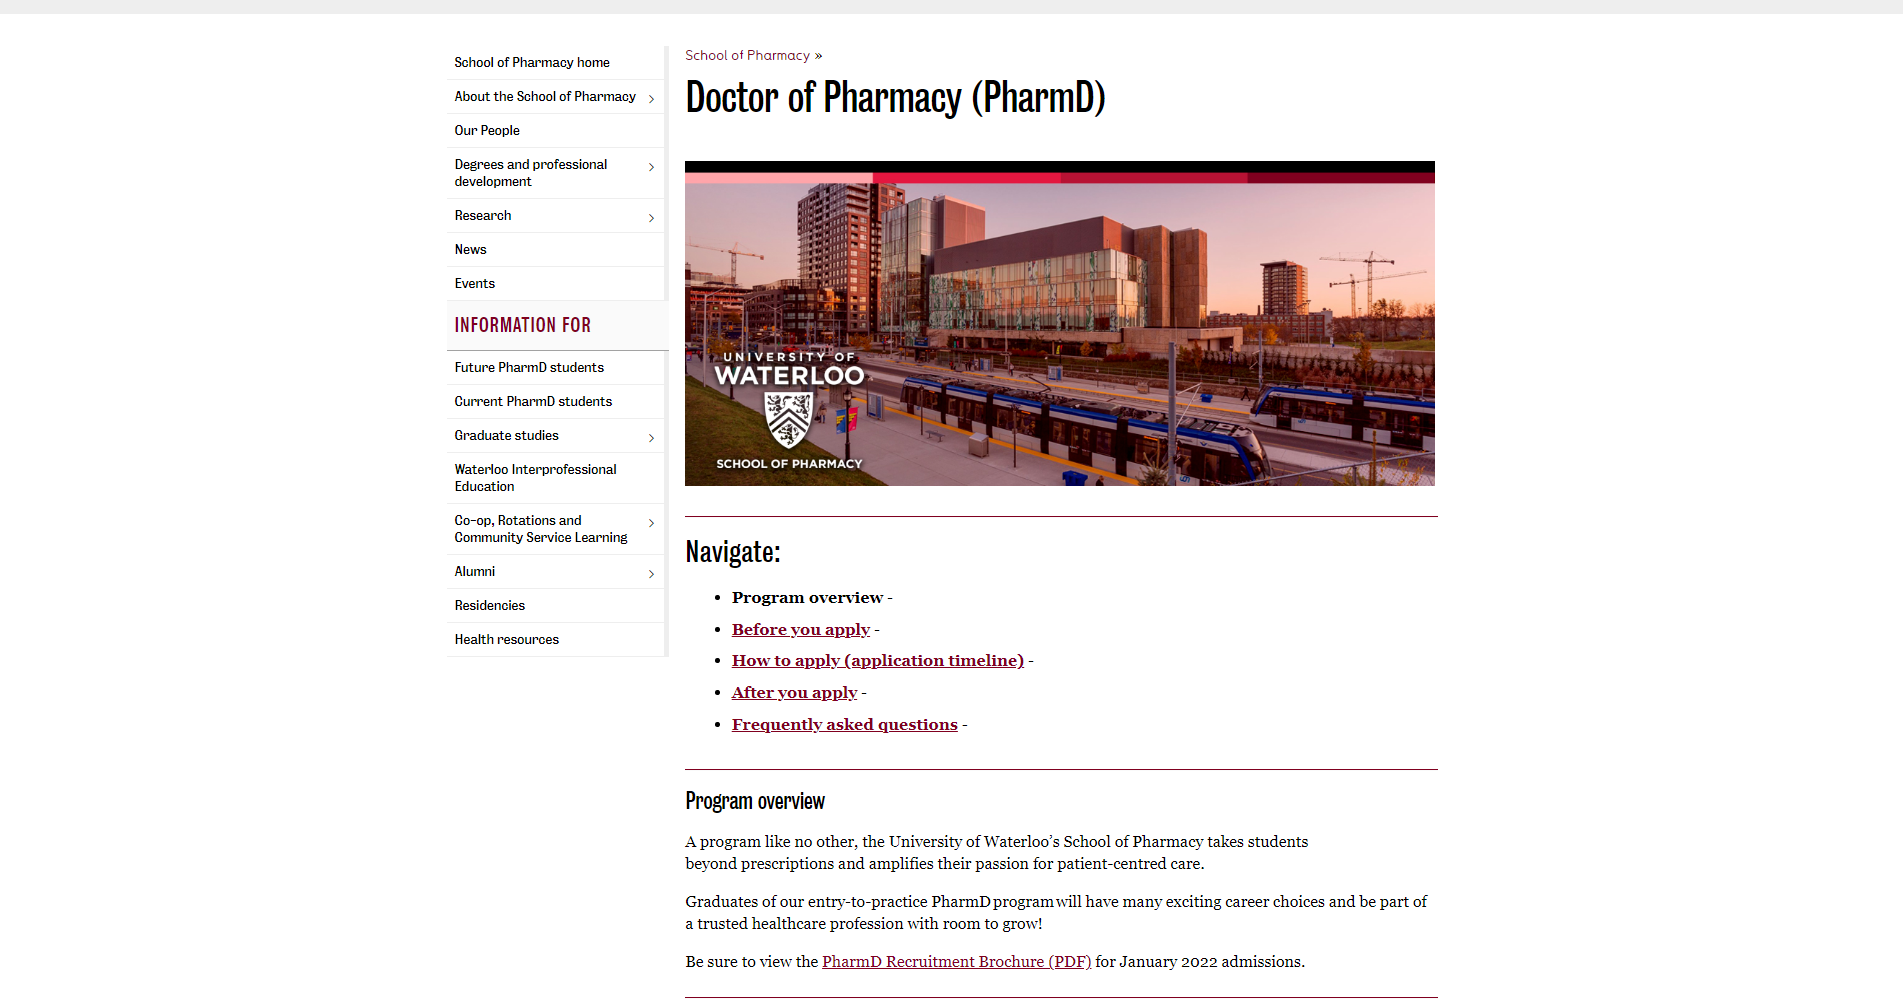 School of Pharmacy home
About the School of Pharmacy
Our People
Degrees and professional
development
Research
News
Events
INFORMATION FOR
Future PharmD students
Current PharmD students
Graduate studies
Waterloo Interprofessional
Education
Co-op, Rotations and
Community Service Learning
Alumni
Residencies
Health resources
School of Pharmacy »
Doctor of Pharmacy (PharmD)
UNIVERSITY OF
WATERLOO
SCHOOL OF PHARMACY
Navigate:
• Program overview -
• Before you apply -
• How to apply (application timeline) -
• After you apply -
• Frequently asked questions -
Program overview
A program like no other, the University of Waterloo’s School of Pharmacy takes students
beyond prescriptions and amplifies their passion for patient-centred care.
Graduates of our entry-to-practice PharmD program will have many exciting career choices and be part of
a trusted healthcare profession with room to grow!
Be sure to view the PharmD Recruitment Brochure (PDF) for January 2022 admissions.